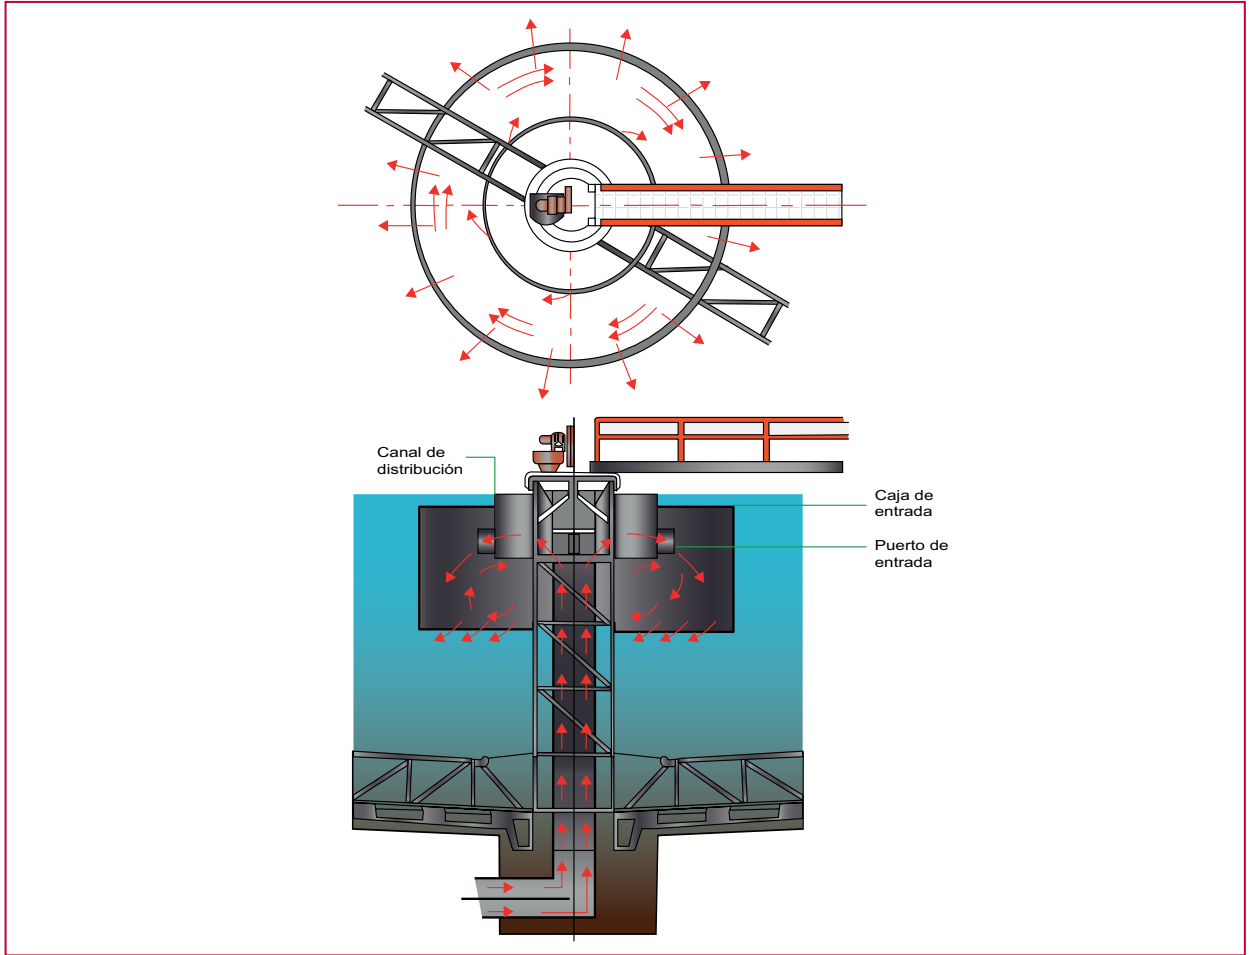 Canal de
distribución
Caja de
entrada
Puerto de
entrada